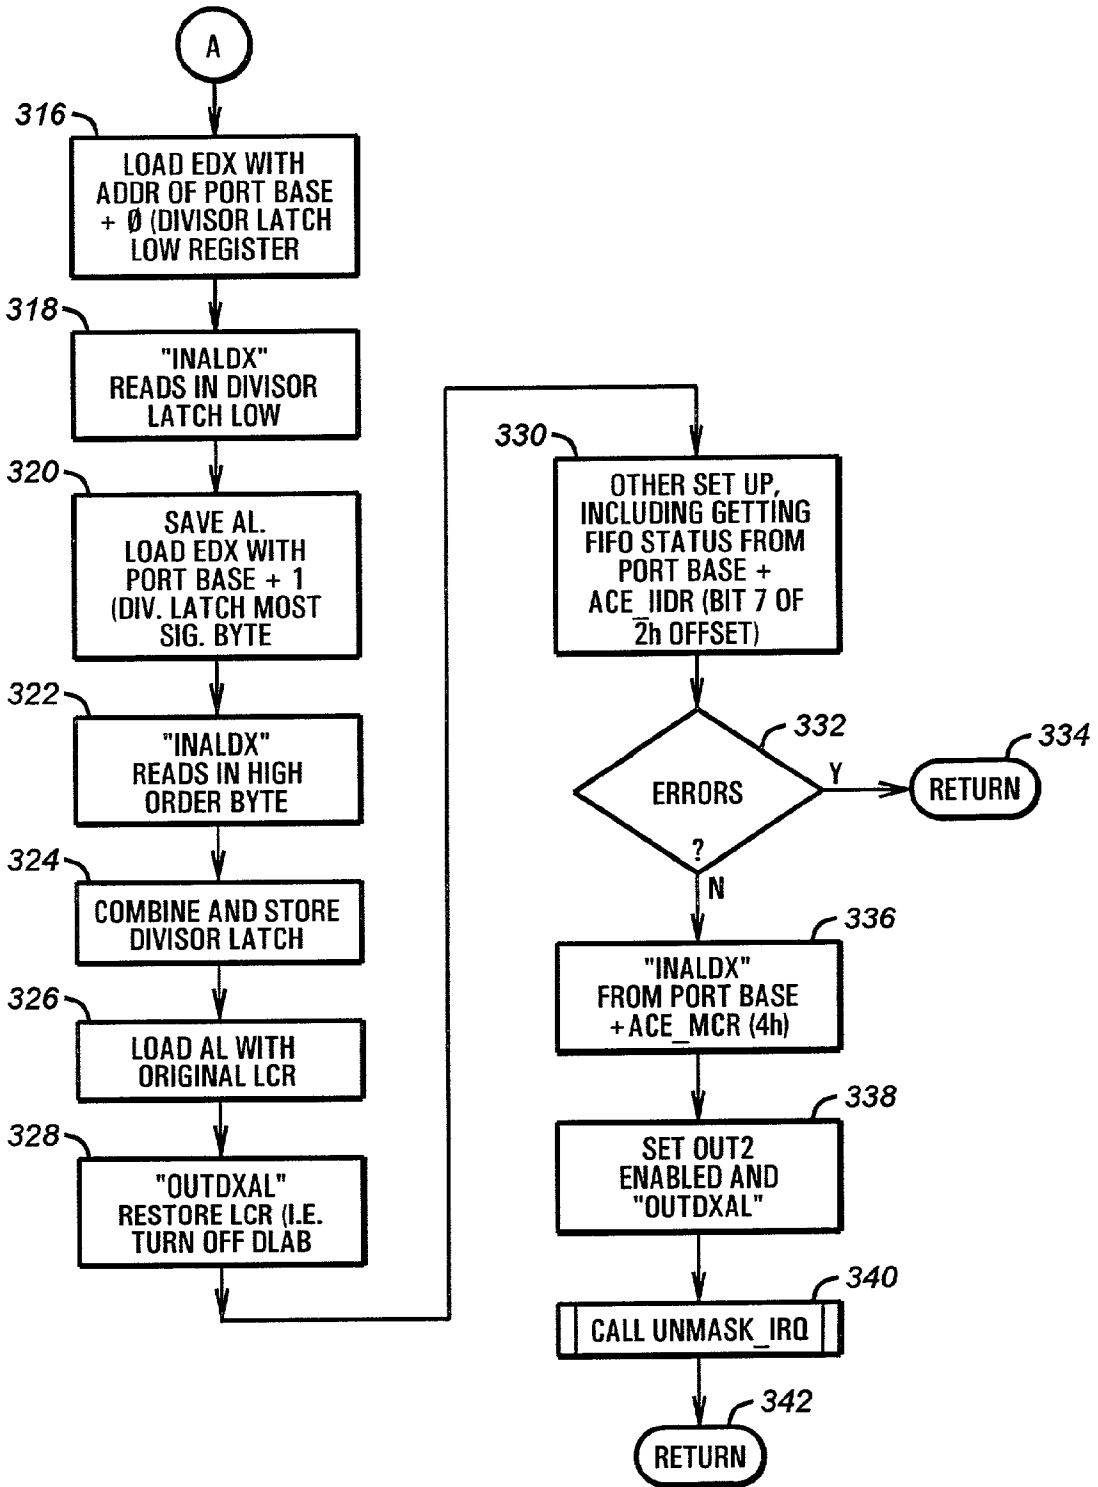 A
316
LOAD EDX WITH
ADDR OF PORT BASE
+ Ø (DIVISOR LATCH
LOW REGISTER
318
"INALDX"
READS IN DIVISOR
LATCH LOW
320
SAVE AL.
LOAD EDX WITH
PORT BASE + 1
(DIV. LATCH MOST
SIG. BYTE
322
"INALDX"
READS IN HIGH
ORDER BYTE
324
COMBINE AND STORE
DIVISOR LATCH
326
LOAD AL WITH
ORIGINAL LCR
328
"OUTDXAL"
RESTORE LCR (I.E.
TURN OFF DLAB
330
OTHER SET UP,
INCLUDING GETTING
FIFO STATUS FROM
PORT BASE +
ACE_IIDR (BIT 7 OF
2h OFFSET)
332
ERRORS
?
Y
334
RETURN
N
336
"INALDX"
FROM PORT BASE
+ACE_MCR (4h)
338
SET OUT2
ENABLED AND
"OUTDXAL"
340
CALL UNMASK_IRQ
342
RETURN